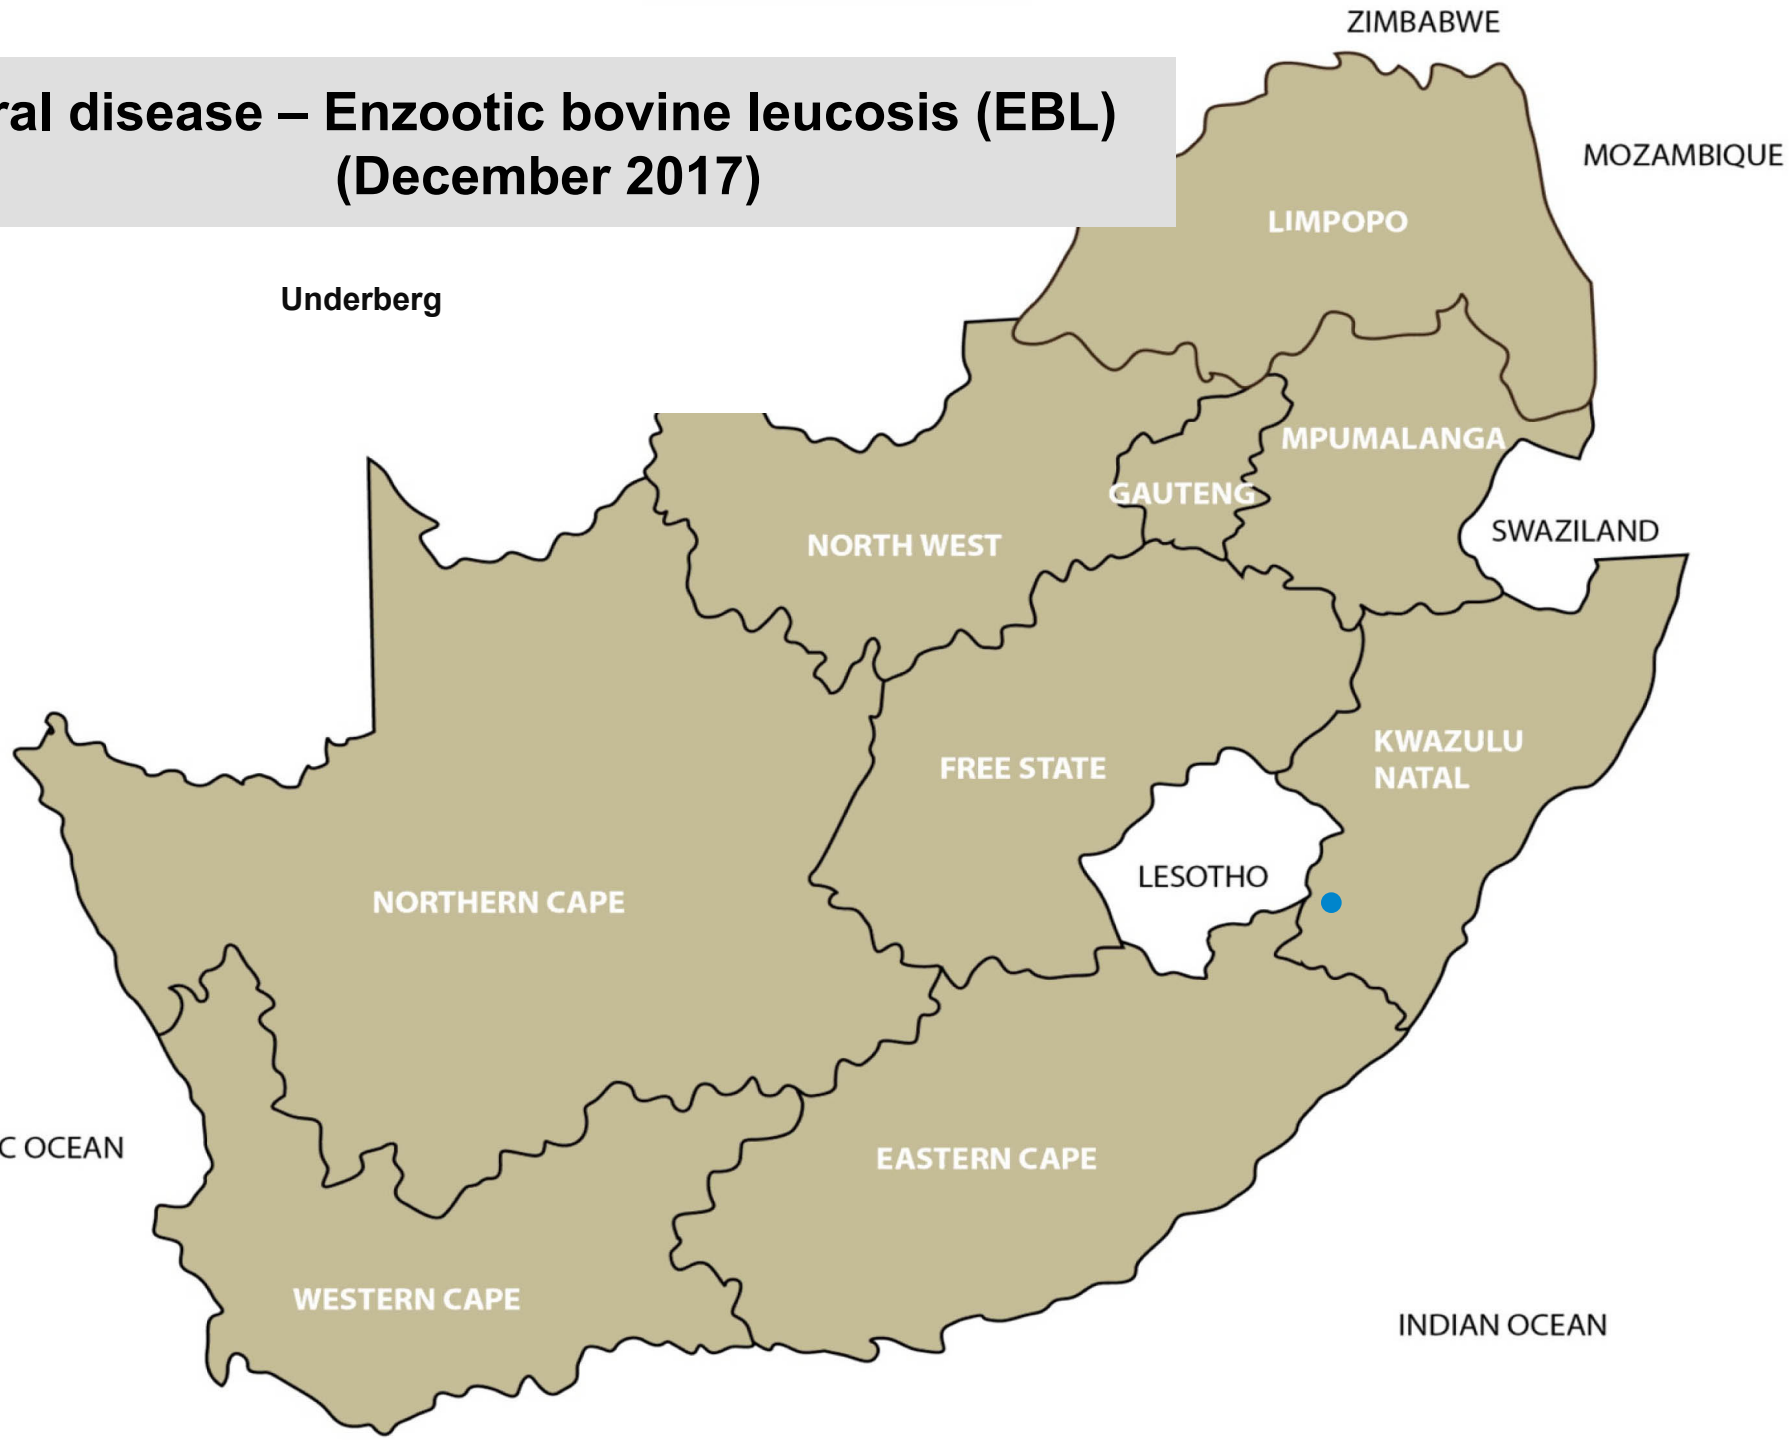 ral disease – Enzootic bovine leucosis (EBL)
(December 2017)
Underberg
ZIMBABWE
MOZAMBIQUE
LIMPOPO
MPUMALANGA
GAUTENG
NORTH WEST
SWAZILAND
KWAZULU
NATAL
FREE STATE
LESOTHO
NORTHERN CAPE
C OCEAN
EASTERN CAPE
WESTERN CAPE
INDIAN OCEAN